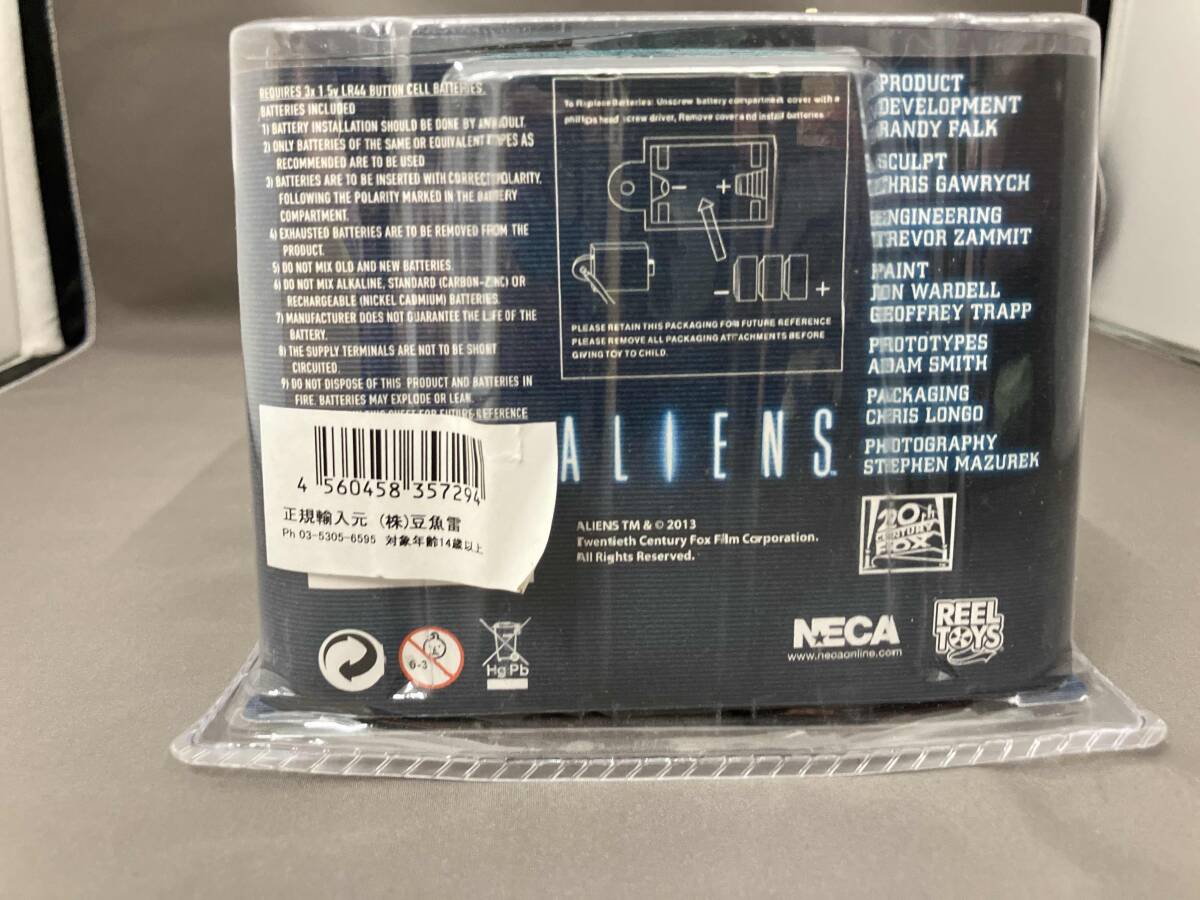 REQUIRES 3x 1.5v LR44 BUTTON CELL BATTERIES.
BATTERIES INCLUDED
1) BATTERY INSTALLATION SHOULD BE DONE BY AN ADULT.
2) ONLY BATTERIES OF THE SAME OR EQUIVALENT TYPES AS
RECOMMENDED ARE TO BE USED
3) BATTERIES ARE TO BE INSERTED WITH CORRECT POLARITY,
FOLLOWING THE POLARITY MARKED IN THE BATTERY
COMPARTMENT.
4) EXHAUSTED BATTERIES ARE TO BE REMOVED FROM THE
PRODUCT.
5) DO NOT MIX OLD AND NEW BATTERIES
6) DO NOT MIX ALKALINE, STANDARD (CARBON-ZINC) OR
RECHARGEABLE (NICKEL CADMIUM) BATTERIES.
7) MANUFACTURER DOES NOT GUARANTEE THE LIFE OF THE
BATTERY.
8) THE SUPPLY TERMINALS ARE NOT TO BE SHORT
CIRCUITED.
9) DO NOT DISPOSE OF THIS PRODUCT AND BATTERIES IN
FIRE. BATTERIES MAY EXPLODE OR LEAK.
THIS SHEET FOR FUTURE REFERENCE
4 560458 357294
正規輸入元 (株)豆魚雷
Ph 03-5305-6595 対象年齢14歳以上
0-3
Hg Pb
To Replace Batteries: Unscrew battery compartment cover with a
phillips head screw driver, Remove cover and install batteries
- +
- +
PLEASE RETAIN THIS PACKAGING FOR FUTURE REFERENCE
PLEASE REMOVE ALL PACKAGING ATTACHMENTS BEFORE
GIVING TOY TO CHILD.
ALIENS™
ALIENS TM & © 2013
Twentieth Century Fox Film Corporation.
All Rights Reserved.
PRODUCT
DEVELOPMENT
RANDY FALK
SCULPT
CHRIS GAWRYCH
ENGINEERING
TREVOR ZAMMIT
PAINT
JON WARDELL
GEOFFREY TRAPP
PROTOTYPES
ADAM SMITH
PACKAGING
CHRIS LONGO
PHOTOGRAPHY
STEPHEN MAZUREK
20th
CENTURY
FOX
NECA
www.necaonline.com
REEL
TOYS